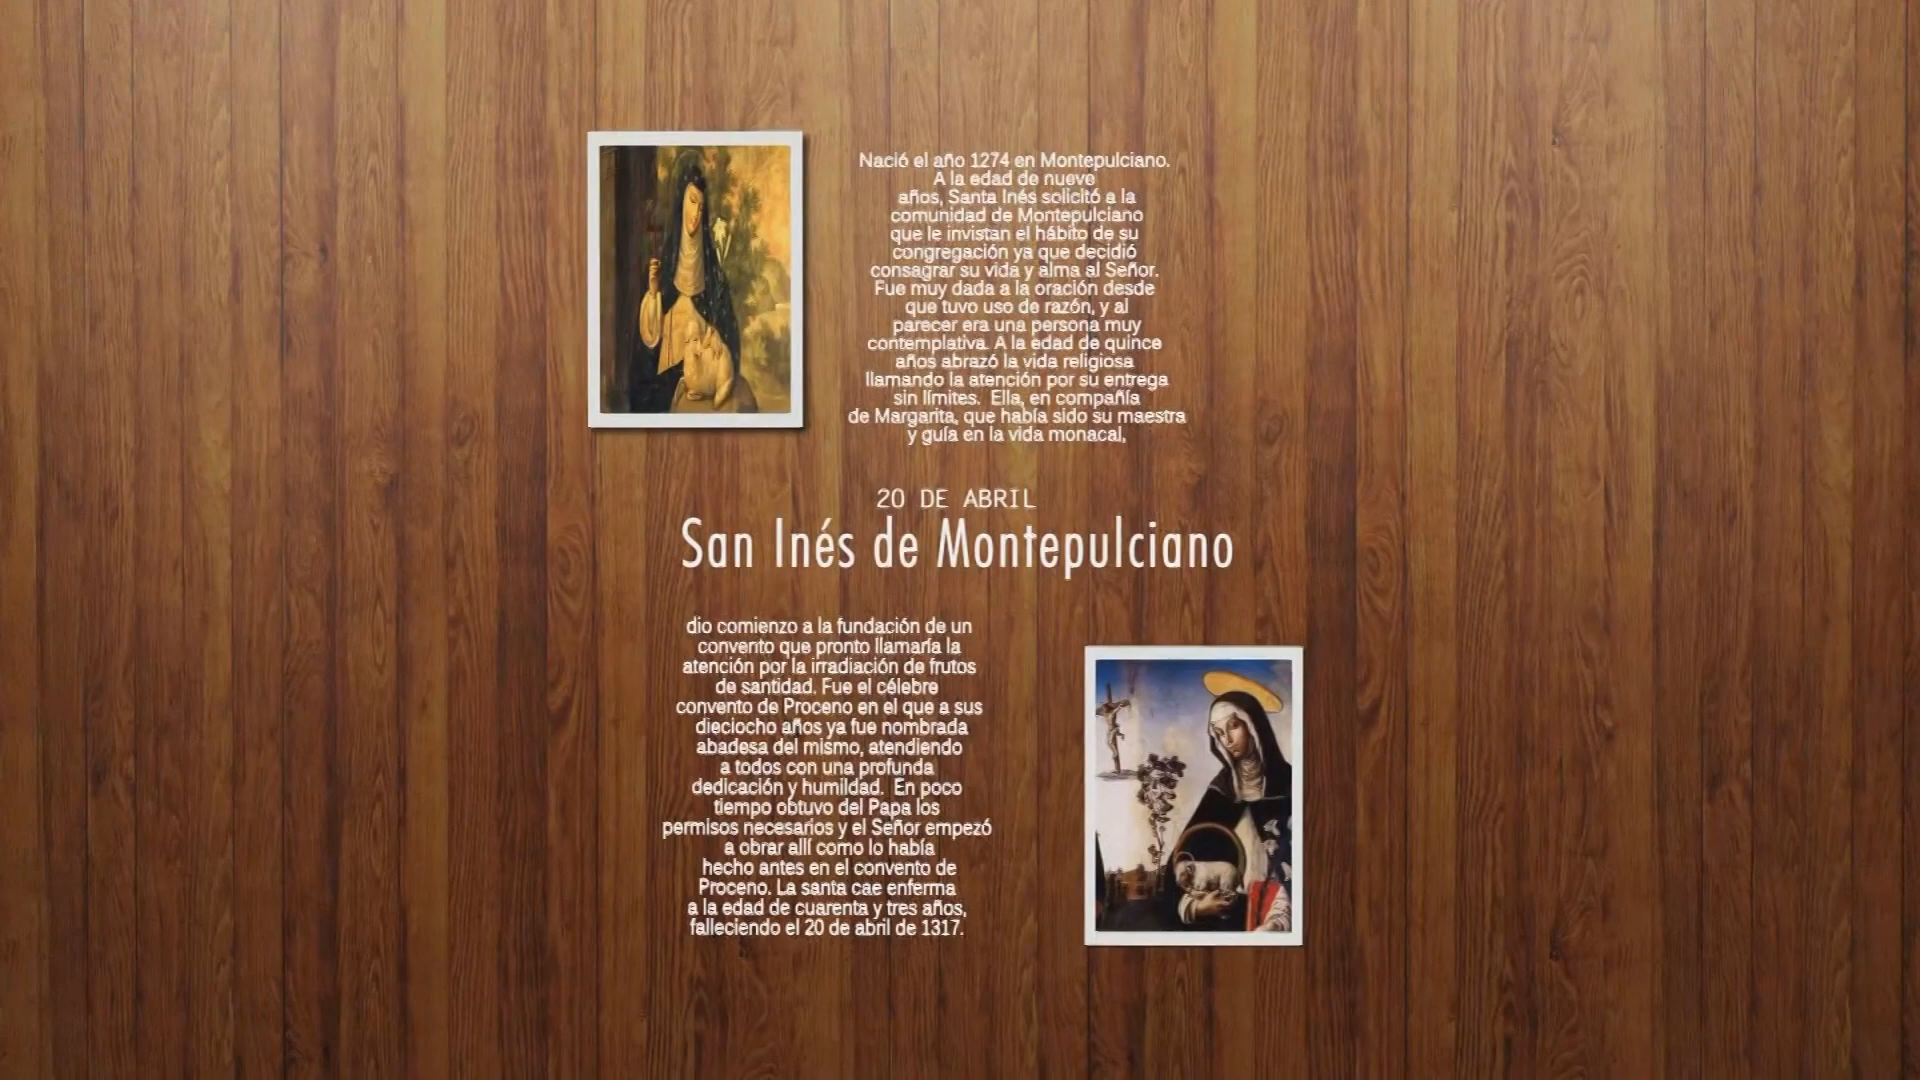 Nació el año 1274 en Montepulciano.
A la edad de nueve
años, Santa Inés solicitó a la
comunidad de Montepulciano
que le invistan el hábito de su
congregación ya que decidió
consagrar su vida y alma al Señor.
Fue muy dada a la oración desde
que tuvo uso de razón, y al
parecer era una persona muy
contemplativa. A la edad de quince
años abrazó la vida religiosa
llamando la atención por su entrega
sin límites. Ella, en compañía
de Margarita, que había sido su maestra
y guía en la vida monacal,
20 DE ABRIL
San Inés de Montepulciano
dio comienzo a la fundación de un
convento que pronto llamaría la
atención por la irradiación de frutos
de santidad. Fue el célebre
convento de Proceno en el que a sus
dieciocho años ya fue nombrada
abadesa del mismo, atendiendo
a todos con una profunda
dedicación y humildad. En poco
tiempo obtuvo del Papa los
permisos necesarios y el Señor empezó
a obrar allí como lo había
hecho antes en el convento de
Proceno. La santa cae enferma
a la edad de cuarenta y tres años,
falleciendo el 20 de abril de 1317.